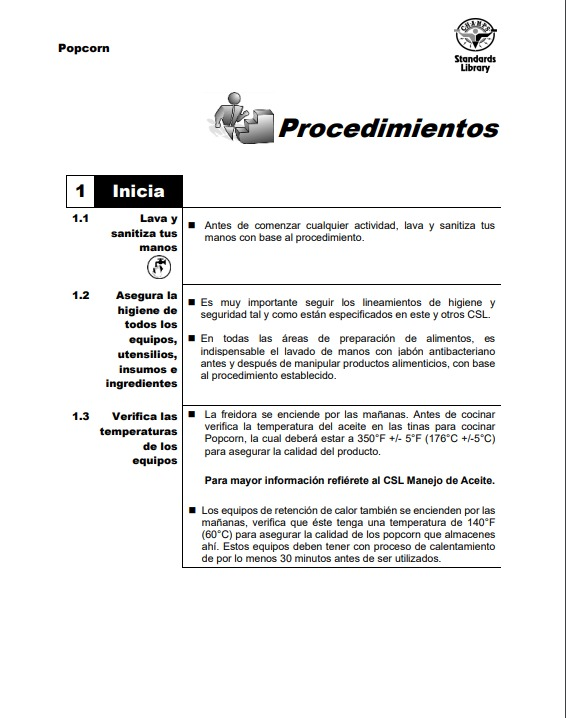 Popcorn
CHAMPS
Standards
Library
Procedimientos
1 Inicia
1.1 Lava y
sanitiza tus
manos
■ Antes de comenzar cualquier actividad, lava y sanitiza tus
manos con base al procedimiento.
1.2 Asegura la
higiene de
todos los
equipos,
utensilios,
insumos e
ingredientes
■ Es muy importante seguir los lineamientos de higiene y
seguridad tal y como están especificados en este y otros CSL.
■ En todas las áreas de preparación de alimentos, es
indispensable el lavado de manos con jabón antibacteriano
antes y después de manipular productos alimenticios, con base
al procedimiento establecido.
1.3 Verifica las
temperaturas
de los
equipos
■ La freidora se enciende por las mañanas. Antes de cocinar
verifica la temperatura del aceite en las tinas para cocinar
Popcorn, la cual deberá estar a 350°F +/- 5°F (176°C +/-5°C)
para asegurar la calidad del producto.
Para mayor información refiérete al CSL Manejo de Aceite.
■ Los equipos de retención de calor también se encienden por las
mañanas, verifica que éste tenga una temperatura de 140°F
(60°C) para asegurar la calidad de los popcorn que almacenes
ahí. Estos equipos deben tener con proceso de calentamiento
de por lo menos 30 minutos antes de ser utilizados.